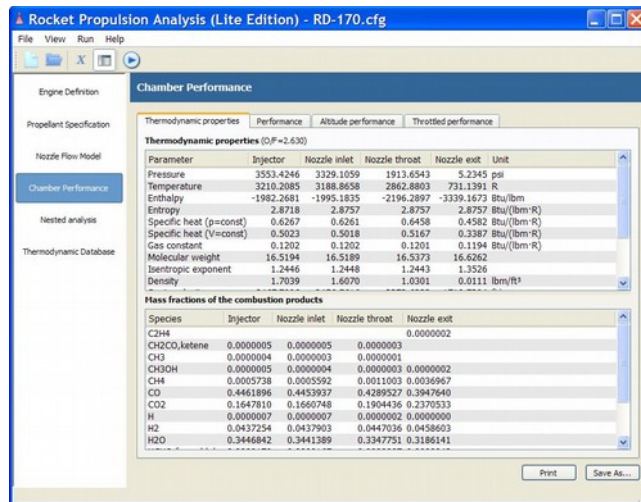 Rocket Propulsion Analysis (Lite Edition) - RD-170.cfg
File View Run Help
Engine Definition
Propellant Specification
Nozzle Flow Model
Chamber Performance
Nested analysis
Thermodynamic Database
Chamber Performance
Thermodynamic properties Performance Altitude performance Throttled performance
Thermodynamic properties (O/F=2.630)
Parameter Injector Nozzle inlet Nozzle throat Nozzle exit Unit
Pressure 3553.4246 3329.1059 1913.6543 5.2345 psi
Temperature 3210.2085 3188.8658 2862.8803 731.1391 R
Enthalpy -1982.2681 -1995.1835 -2196.2897 -3339.1673 Btu/lbm
Entropy 2.8718 2.8757 2.8757 2.8757 Btu/(lbm·R)
Specific heat (p=const) 0.6267 0.6261 0.6458 0.4582 Btu/(lbm·R)
Specific heat (V=const) 0.5023 0.5018 0.5167 0.3387 Btu/(lbm·R)
Gas constant 0.1202 0.1202 0.1201 0.1194 Btu/(lbm·R)
Molecular weight 16.5194 16.5189 16.5373 16.6262
Isentropic exponent 1.2446 1.2448 1.2443 1.3526
Density 1.7039 1.6070 1.0301 0.0111 lbm/ft³
Mass fractions of the combustion products
Species Injector Nozzle inlet Nozzle throat Nozzle exit
C2H4 0.0000002
CH2CO,ketene 0.0000005 0.0000005 0.0000003
CH3 0.0000004 0.0000003 0.0000001
CH3OH 0.0000005 0.0000004 0.0000003 0.0000002
CH4 0.0005738 0.0005592 0.0011003 0.0036967
CO 0.4461896 0.4453937 0.4289527 0.3947640
CO2 0.1647810 0.1660748 0.1904436 0.2370533
H 0.0000007 0.0000007 0.0000002 0.0000000
H2 0.0437254 0.0437903 0.0447036 0.0458603
H2O 0.3446842 0.3441389 0.3347751 0.3186141
Print Save As...